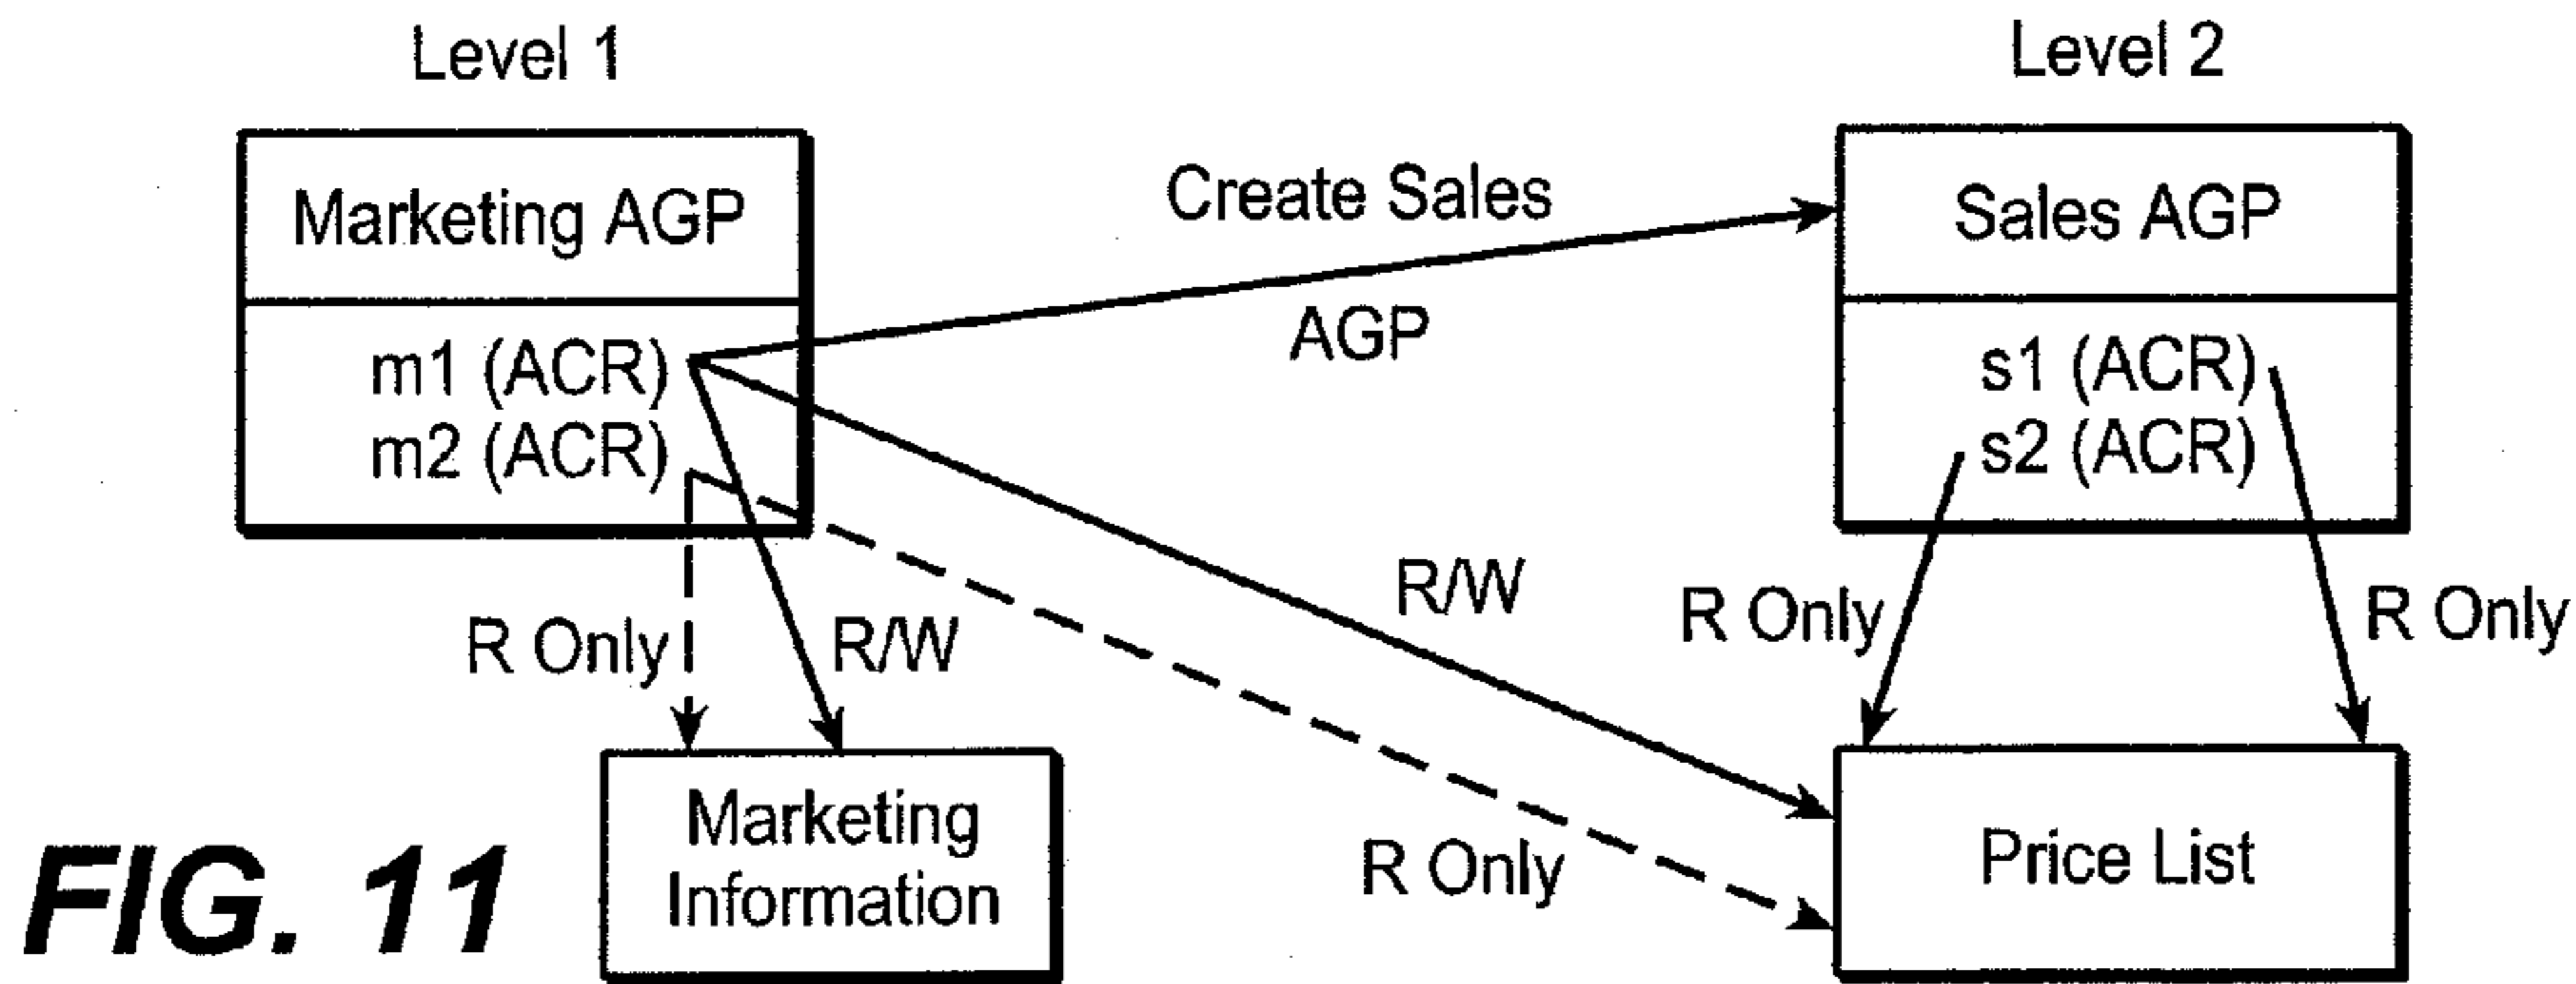 Level 1
Level 2
Marketing AGP
Create Sales
AGP
Sales AGP
m1 (ACR)
m2 (ACR)
s1 (ACR)
s2 (ACR)
R Only
R/W
R/W
R Only
R Only
R Only
Marketing
Information
Price List
FIG. 11